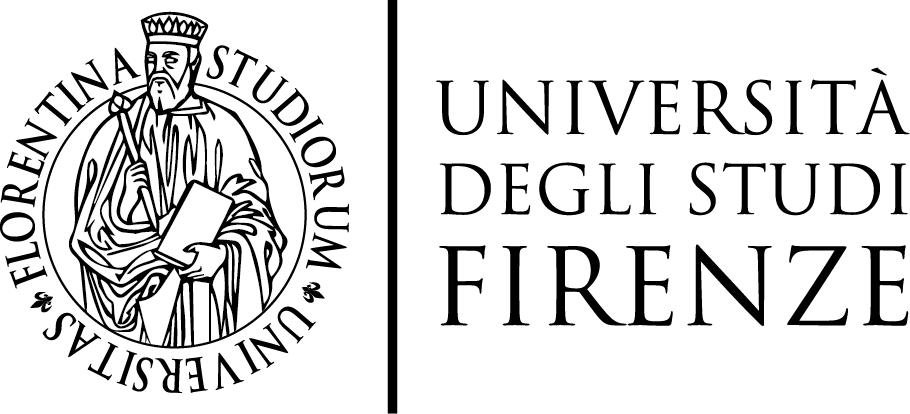 FLORENTINA STUDIORUM UNIVERSITAS
UNIVERSITÀ
DEGLI STUDI
FIRENZE